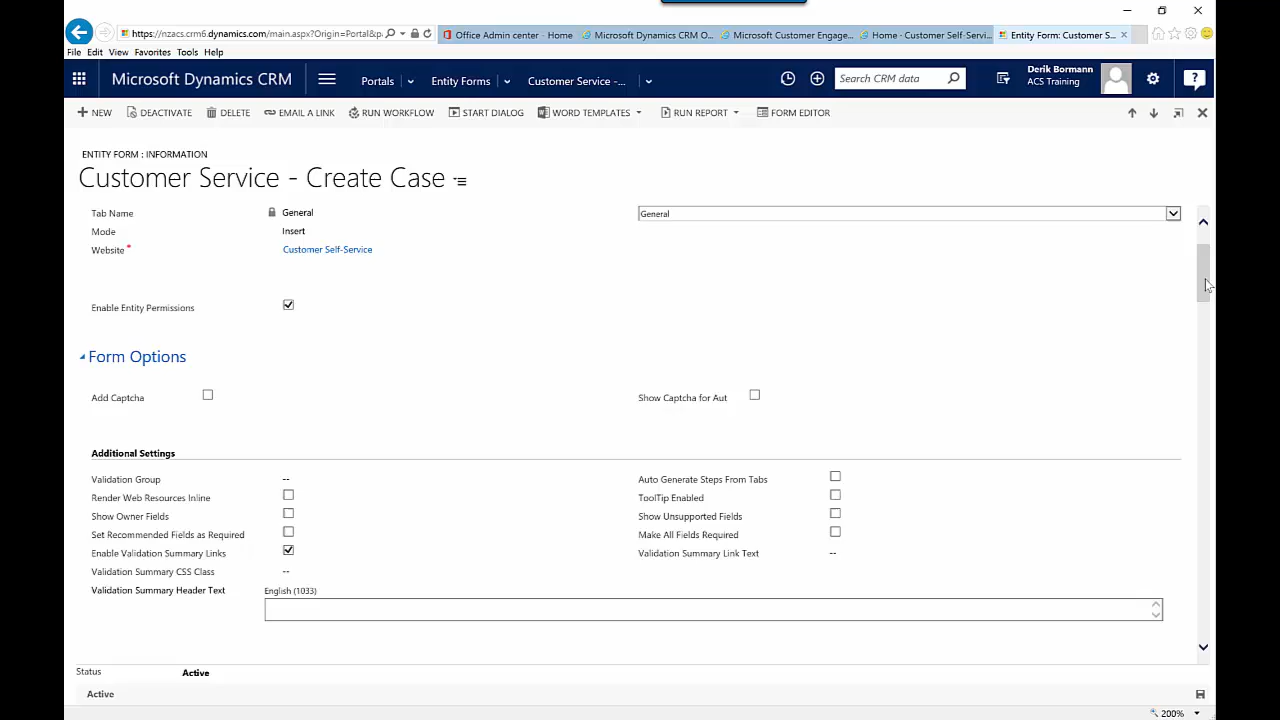 https://nzacs.crm6.dynamics.com/main.aspx?Origin=Portal&p
Office Admin center - Home
Microsoft Dynamics CRM O...
Microsoft Customer Engage...
Home - Customer Self-Servi...
Entity Form: Customer S...
File Edit View Favorites Tools Help
Microsoft Dynamics CRM
Portals
Entity Forms
Customer Service -...
Search CRM data
Derik Bormann
ACS Training
NEW
DEACTIVATE
DELETE
EMAIL A LINK
RUN WORKFLOW
START DIALOG
WORD TEMPLATES
RUN REPORT
FORM EDITOR
ENTITY FORM : INFORMATION
Customer Service - Create Case
Tab Name General General
Mode Insert
Website * Customer Self-Service
Enable Entity Permissions
Form Options
Add Captcha Show Captcha for Aut
Additional Settings
Validation Group -- Auto Generate Steps From Tabs
Render Web Resources Inline ToolTip Enabled
Show Owner Fields Show Unsupported Fields
Set Recommended Fields as Required Make All Fields Required
Enable Validation Summary Links Validation Summary Link Text --
Validation Summary CSS Class --
Validation Summary Header Text English (1033)
Status Active
Active
200%